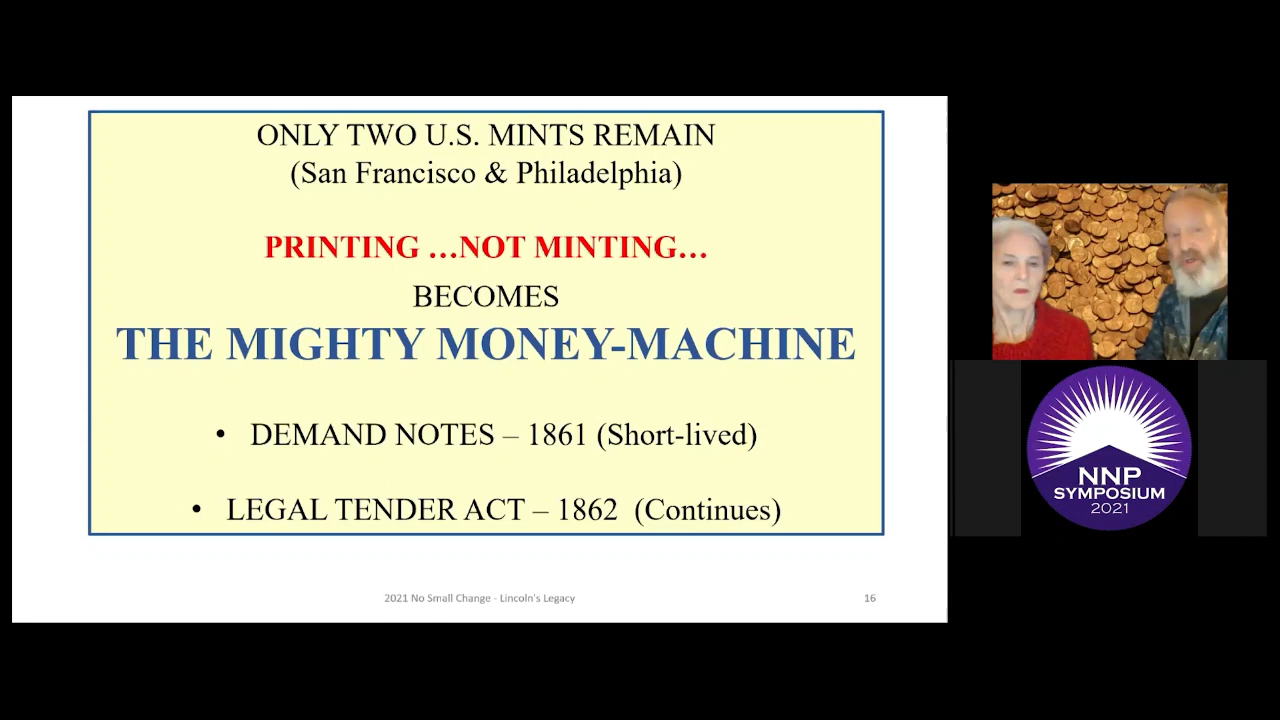 ONLY TWO U.S. MINTS REMAIN
(San Francisco & Philadelphia)
PRINTING …NOT MINTING…
BECOMES
THE MIGHTY MONEY-MACHINE
• DEMAND NOTES – 1861 (Short-lived)
• LEGAL TENDER ACT – 1862 (Continues)
2021 No Small Change - Lincoln's Legacy
16
NNP
SYMPOSIUM
2021